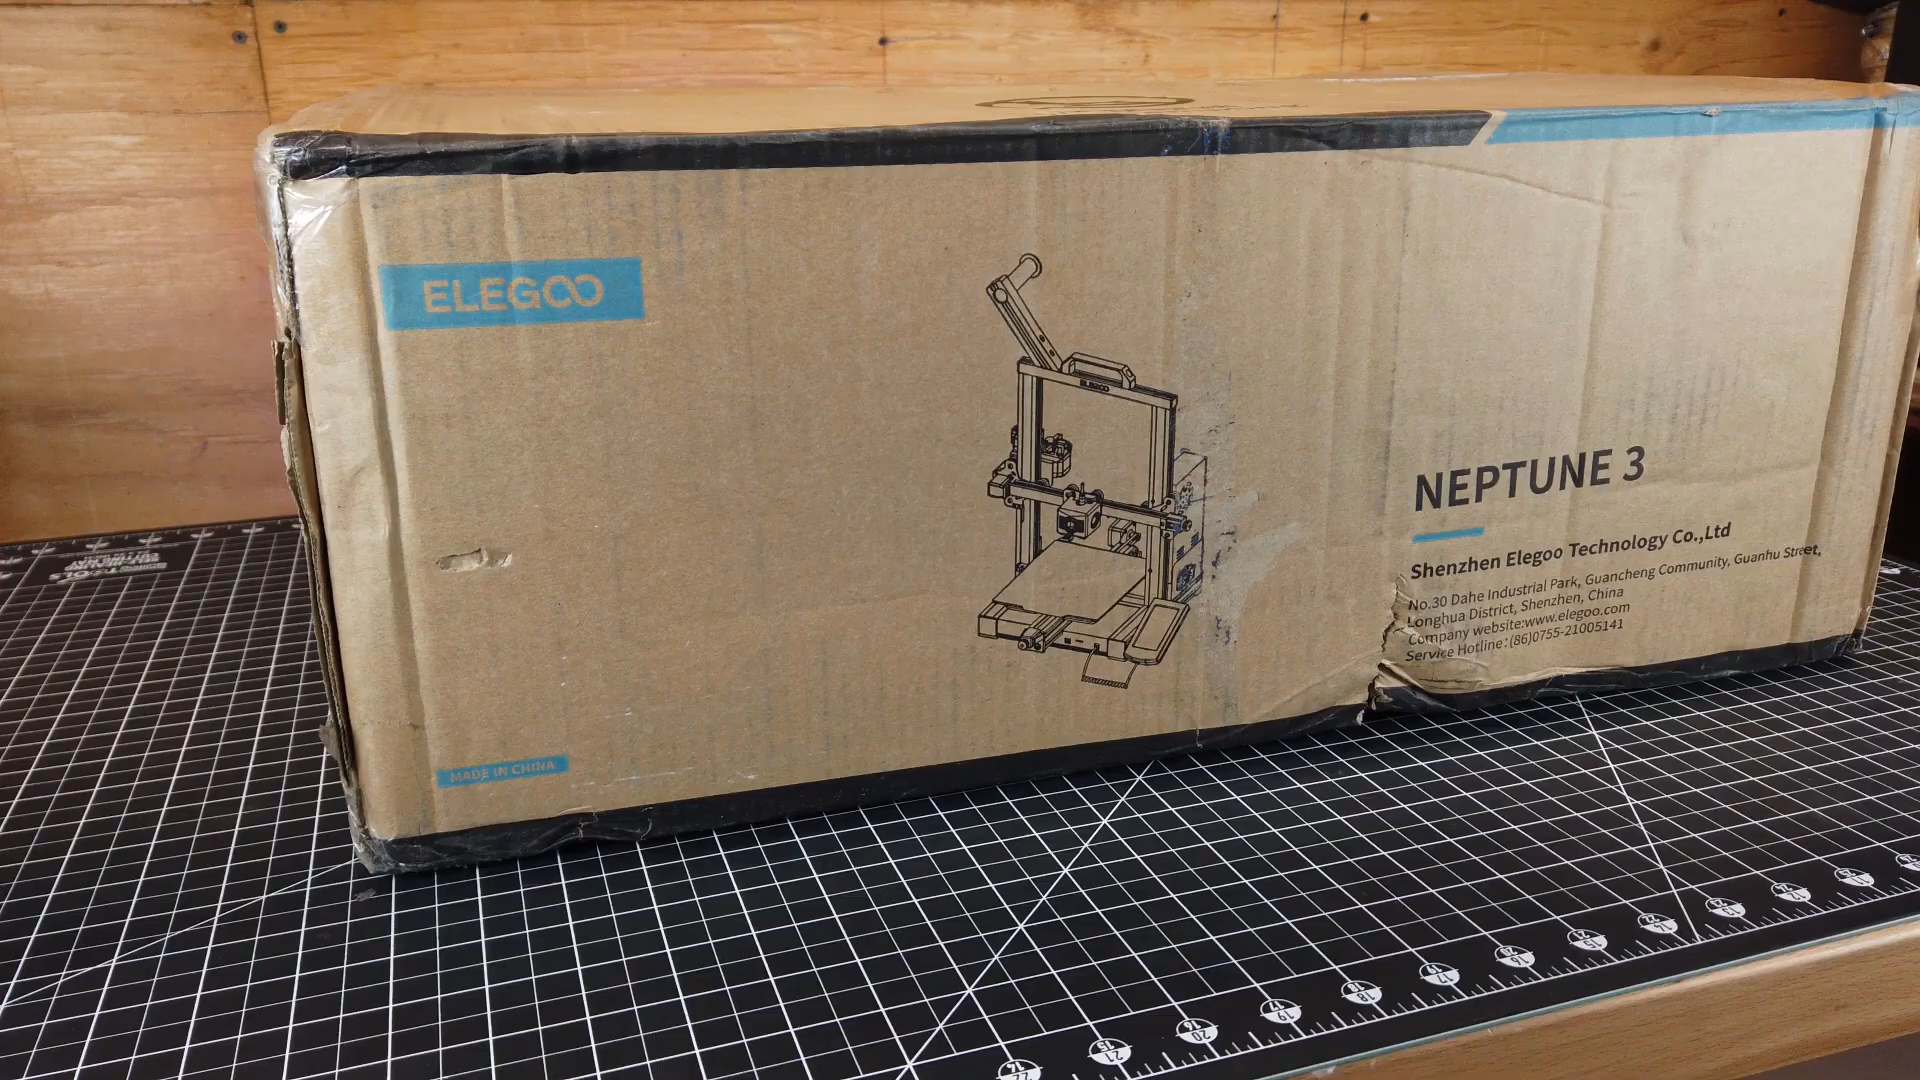 ELEGOO
ELEGOO
NEPTUNE 3
Shenzhen Elegoo Technology Co.,Ltd
No.30 Dahe Industrial Park, Guancheng Community, Guanhu Street,
Longhua District, Shenzhen, China
Company website:www.elegoo.com
Service Hotline:(86)0755-21005141
MADE IN CHINA